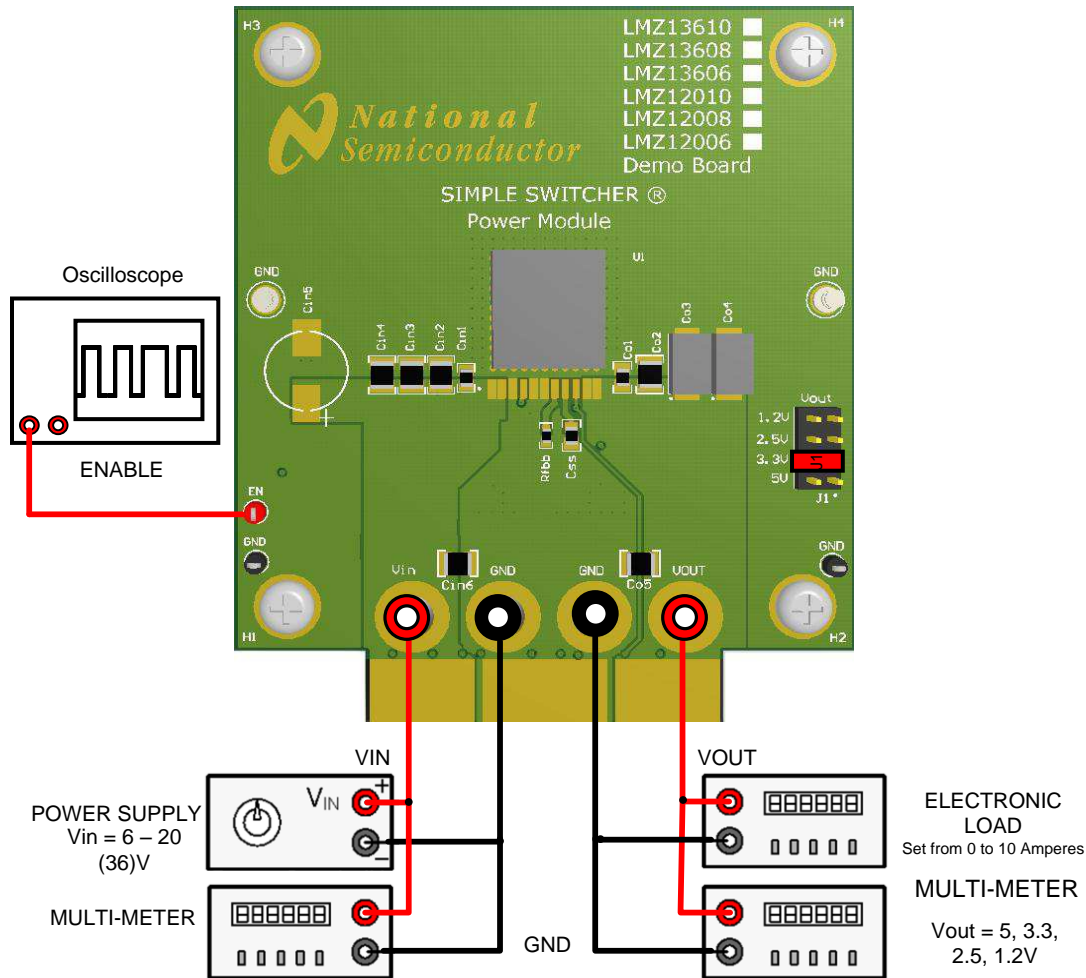 H3
H4
LMZ13610
LMZ13608
LMZ13606
LMZ12010
LMZ12008
LMZ12006
Demo Board
National
Semiconductor
SIMPLE SWITCHER ®
Power Module
U1
Oscilloscope
ENABLE
GND
Cin5
Cin4
Cin3
Cin2
Cin1
+
Co1
Co2
Co3
Co4
GND
Vout
1.2V
2.5V
3.3V
5V
J1
J1
Rfbb
Css
EN
GND
GND
Vin
Cin6
GND
GND
Co5
VOUT
H1
H2
VIN
VOUT
POWER SUPPLY
Vin = 6 – 20
(36)V
VIN
+
–
ELECTRONIC
LOAD
Set from 0 to 10 Amperes
MULTI-METER
GND
MULTI-METER
Vout = 5, 3.3,
2.5, 1.2V